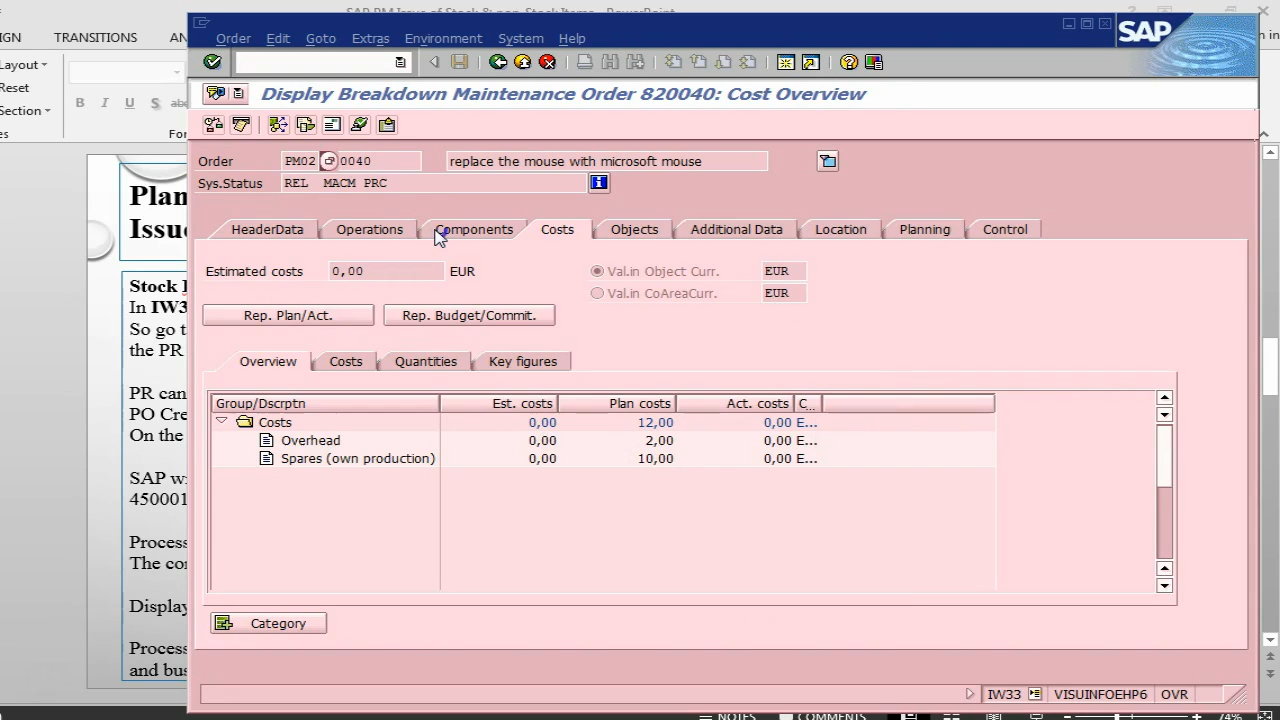 SAP PM Issue of Stock & non-Stock Items - PowerPoint
IGN TRANSITIONS AN
Layout
Reset
Section
B I U S abc
For
Plan
Issu
Stock I
In IW3
So go t
the PR
PR can
PO Cre
On the
SAP wi
450001
Process
The cor
Display
Process
and bus
Order Edit Goto Extras Environment System Help
SAP
Display Breakdown Maintenance Order 820040: Cost Overview
Order PM02 0040 replace the mouse with microsoft mouse
Sys.Status REL MACM PRC
HeaderData Operations Components Costs Objects Additional Data Location Planning Control
Estimated costs 0,00 EUR Val.in Object Curr. EUR
Val.in CoAreaCurr. EUR
Rep. Plan/Act. Rep. Budget/Commit.
Overview Costs Quantities Key figures
Group/Dscrptn Est. costs Plan costs Act. costs C...
Costs 0,00 12,00 0,00 E...
Overhead 0,00 2,00 0,00 E...
Spares (own production) 0,00 10,00 0,00 E...
Category
IW33 VISUINFOEHP6 OVR
NOTES COMMENTS 74%